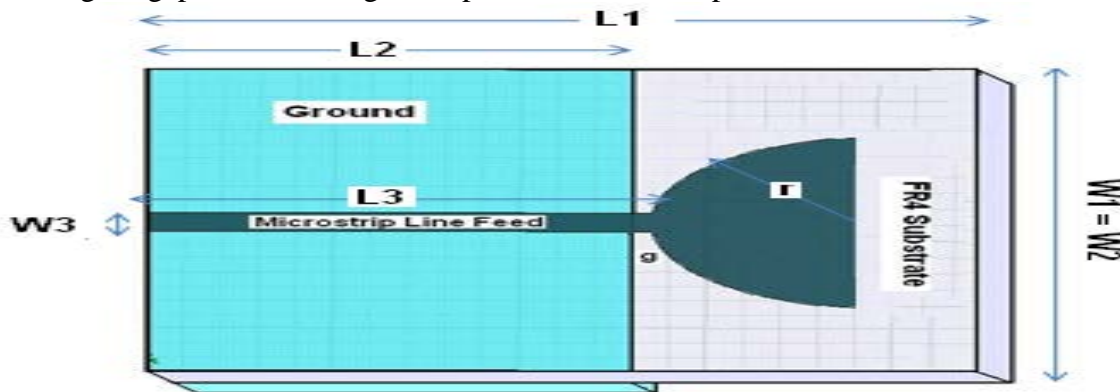 L1
L2
Ground
L3
W3
Microstrip Line Feed
r
g
FR4 Substrate
W1 = W2